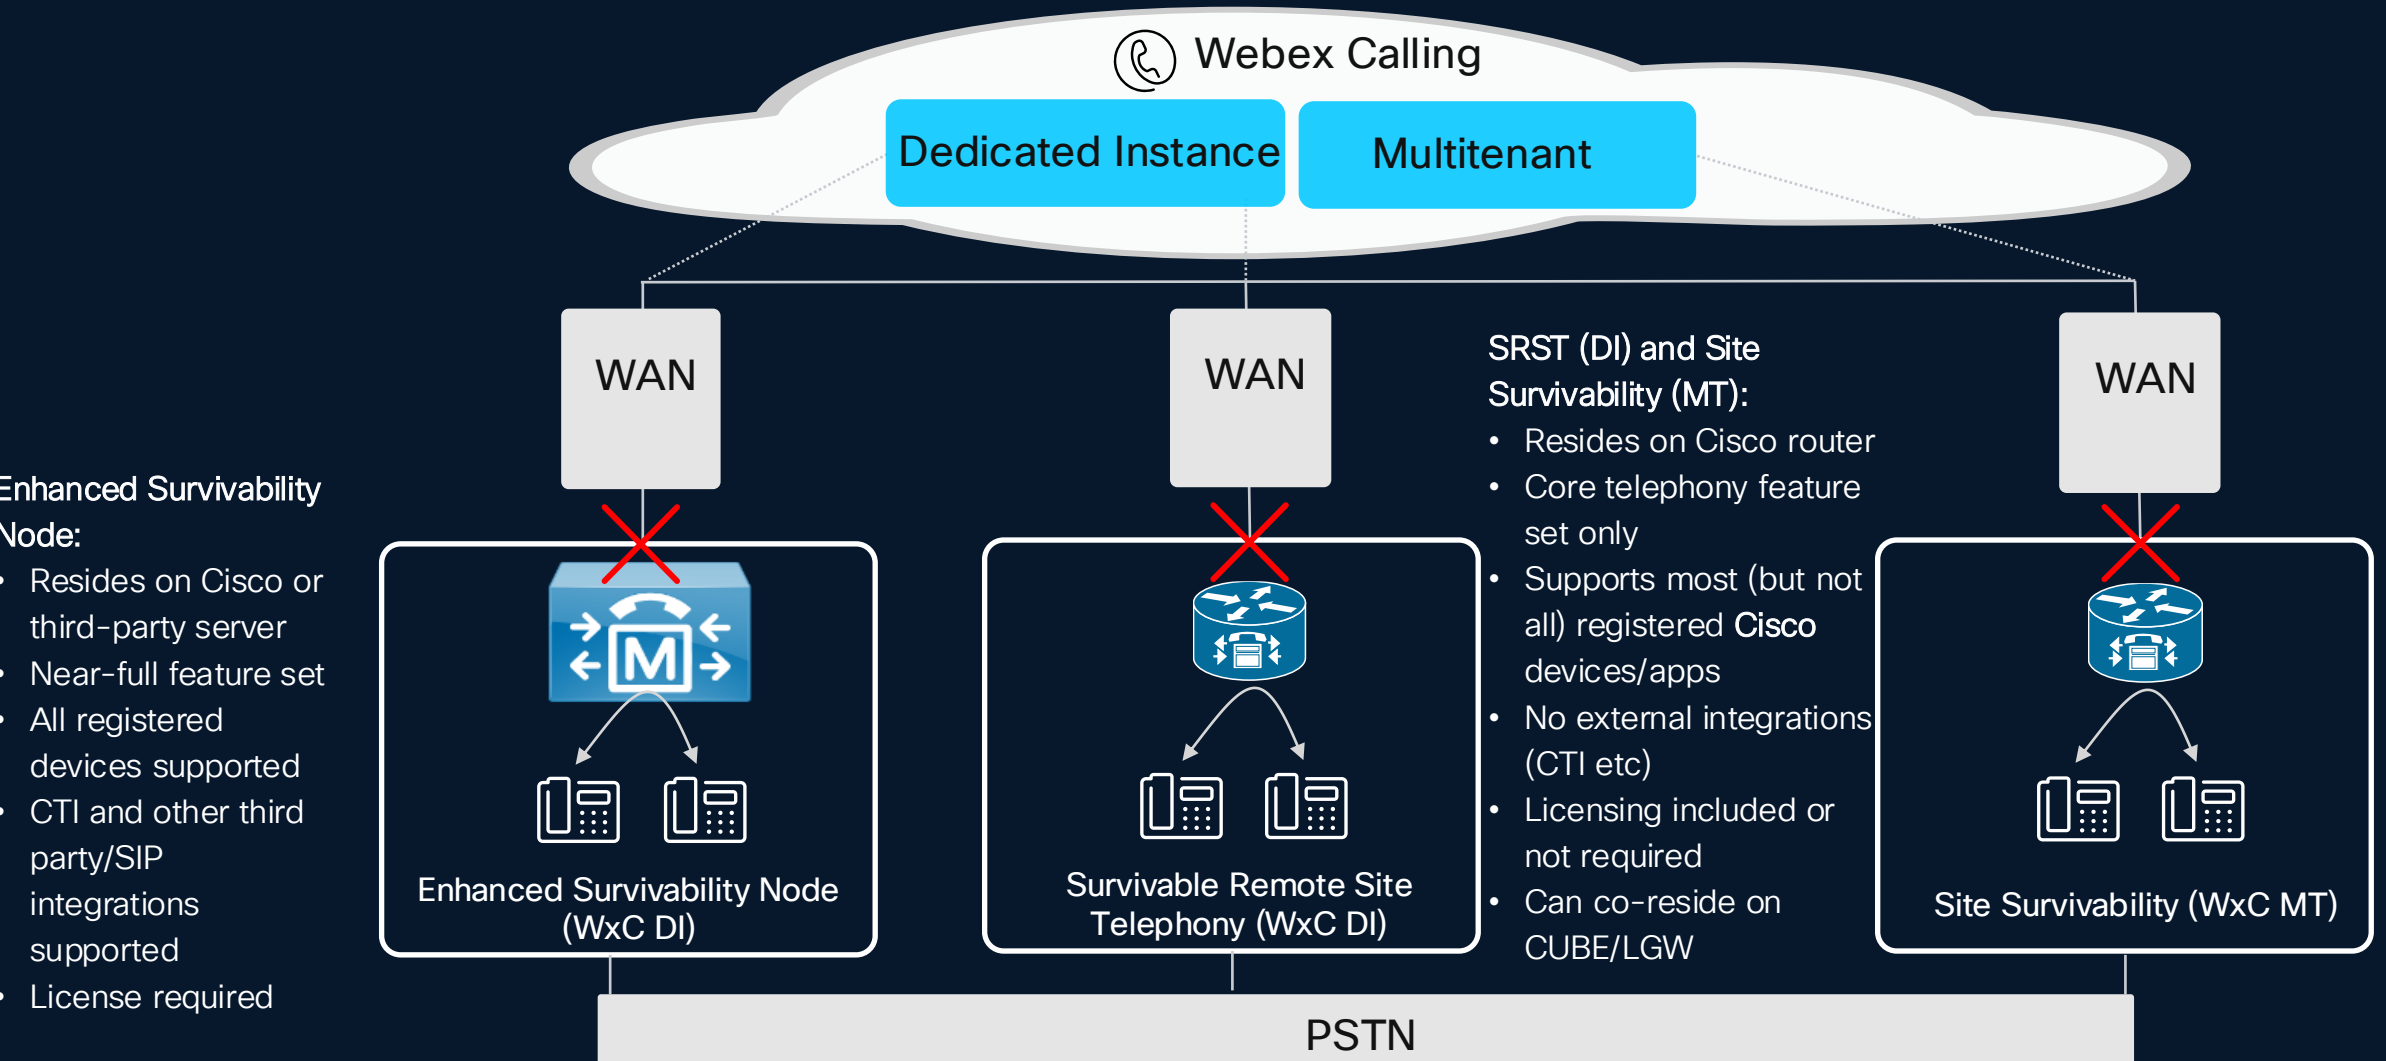 Webex Calling
Dedicated Instance
Multitenant
WAN
WAN
WAN
Enhanced Survivability
Node:
• Resides on Cisco or
third-party server
• Near-full feature set
• All registered
devices supported
• CTI and other third
party/SIP
integrations
supported
• License required
M
Enhanced Survivability Node
(WxC DI)
Survivable Remote Site
Telephony (WxC DI)
SRST (DI) and Site
Survivability (MT):
• Resides on Cisco router
• Core telephony feature
set only
• Supports most (but not
all) registered Cisco
devices/apps
• No external integrations
(CTI etc)
• Licensing included or
not required
• Can co-reside on
CUBE/LGW
Site Survivability (WxC MT)
PSTN